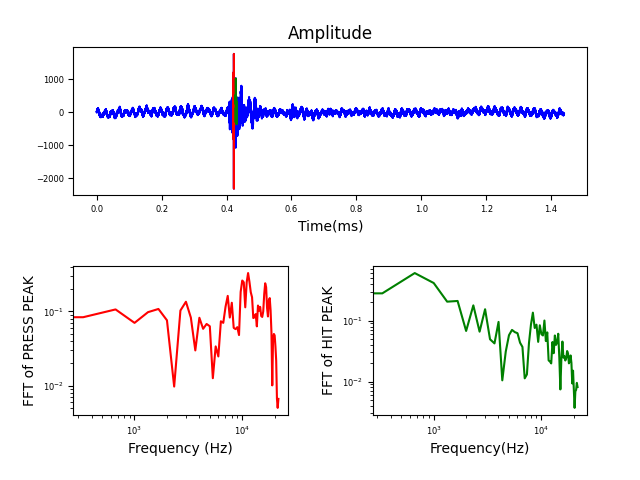 Amplitude
1000
0
−1000
−2000
0.0 0.2 0.4 0.6 0.8 1.0 1.2 1.4
Time(ms)
FFT of PRESS PEAK
10⁻¹
10⁻²
10³ 10⁴
Frequency (Hz)
FFT of HIT PEAK
10⁻¹
10⁻²
10³ 10⁴
Frequency(Hz)